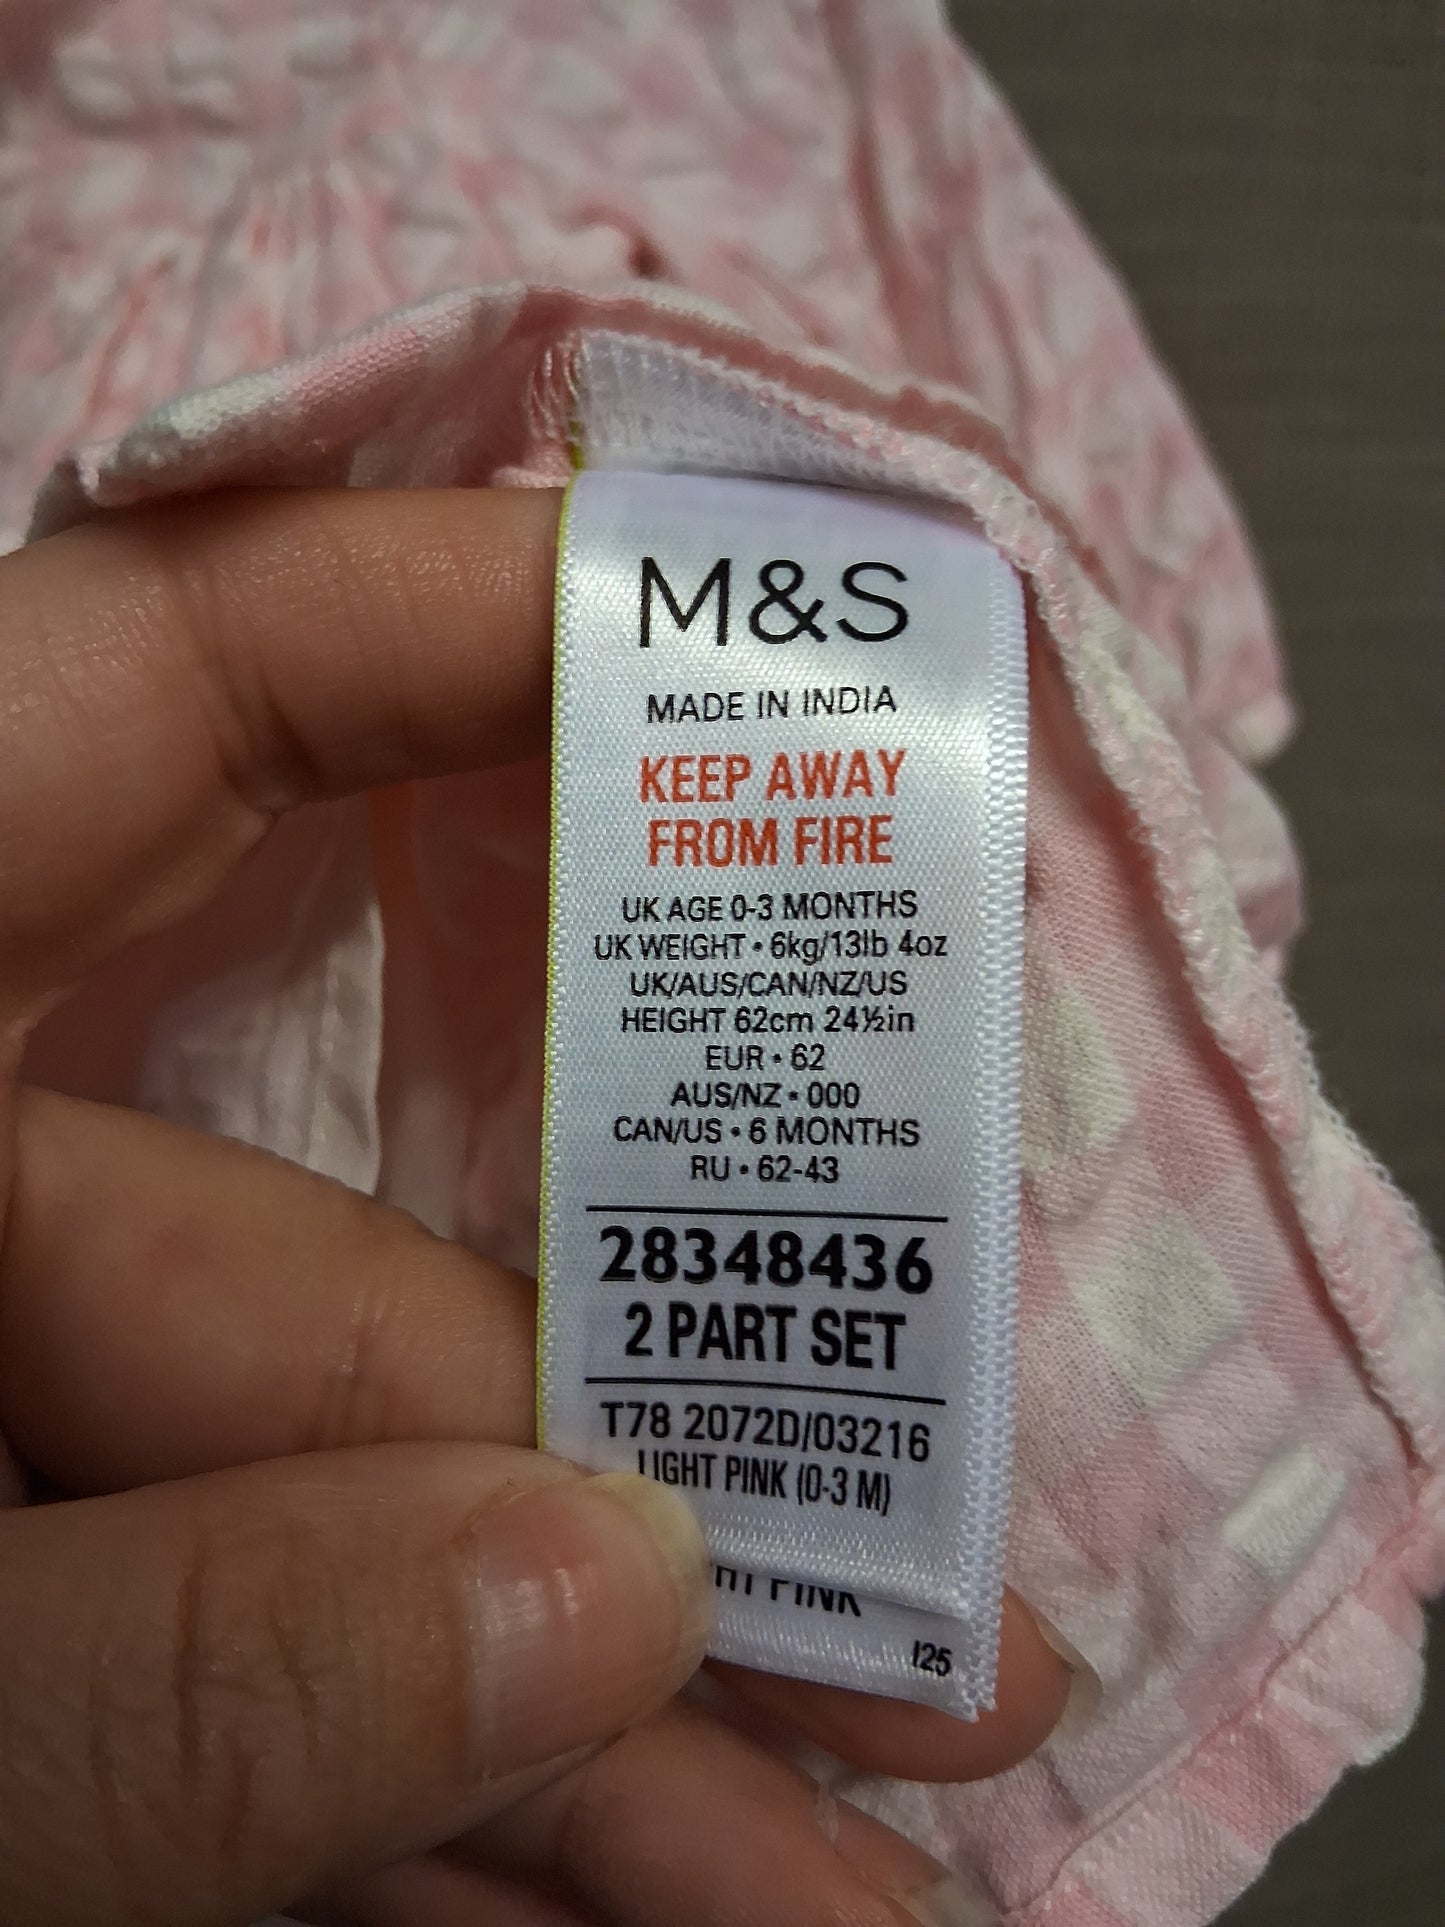 M&S
MADE IN INDIA
KEEP AWAY
FROM FIRE
UK AGE 0-3 MONTHS
UK WEIGHT • 6kg/13lb 4oz
UK/AUS/CAN/NZ/US
HEIGHT 62cm 24½in
EUR • 62
AUS/NZ • 000
CAN/US • 6 MONTHS
RU • 62-43
28348436
2 PART SET
T78 2072D/03216
LIGHT PINK (0-3 M)
PINK
I25